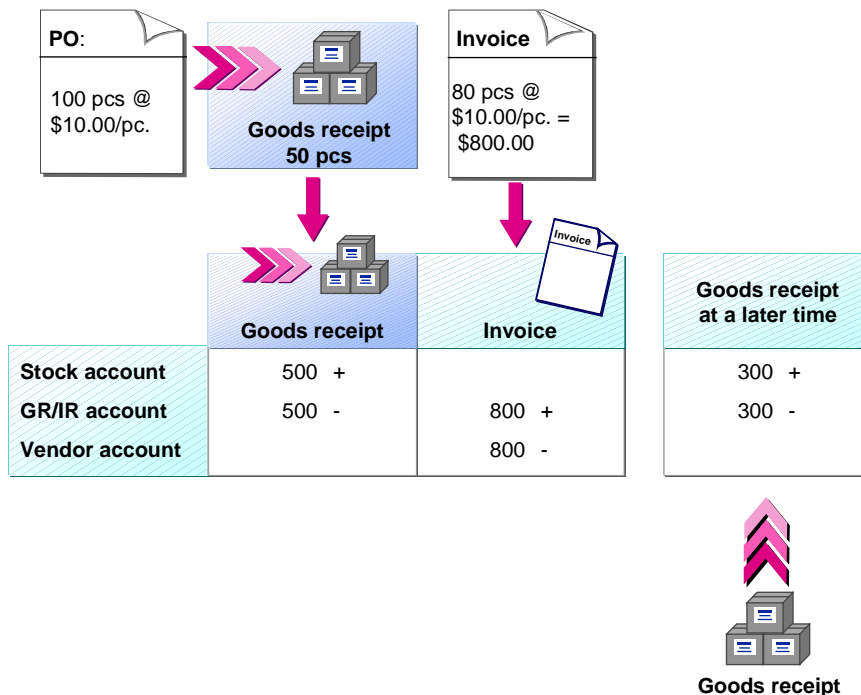 PO:
100 pcs @
$10.00/pc.
Goods receipt
50 pcs
Invoice
80 pcs @
$10.00/pc. =
$800.00
Invoice
Goods receipt
Invoice
Goods receipt
at a later time
Stock account 500 + 300 +
GR/IR account 500 - 800 + 300 -
Vendor account 800 -
Goods receipt